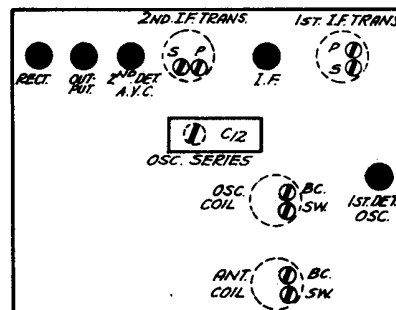 2ND. I.F. TRANS.
1ST. I.F. TRANS.
S P
P
S
RECT.
OUT-
PUT.
2ND. DET.
A.V.C.
I.F.
C12
OSC. SERIES
OSC.
COIL
BC.
SW.
1ST. DET.
OSC.
ANT.
COIL
BC.
SW.